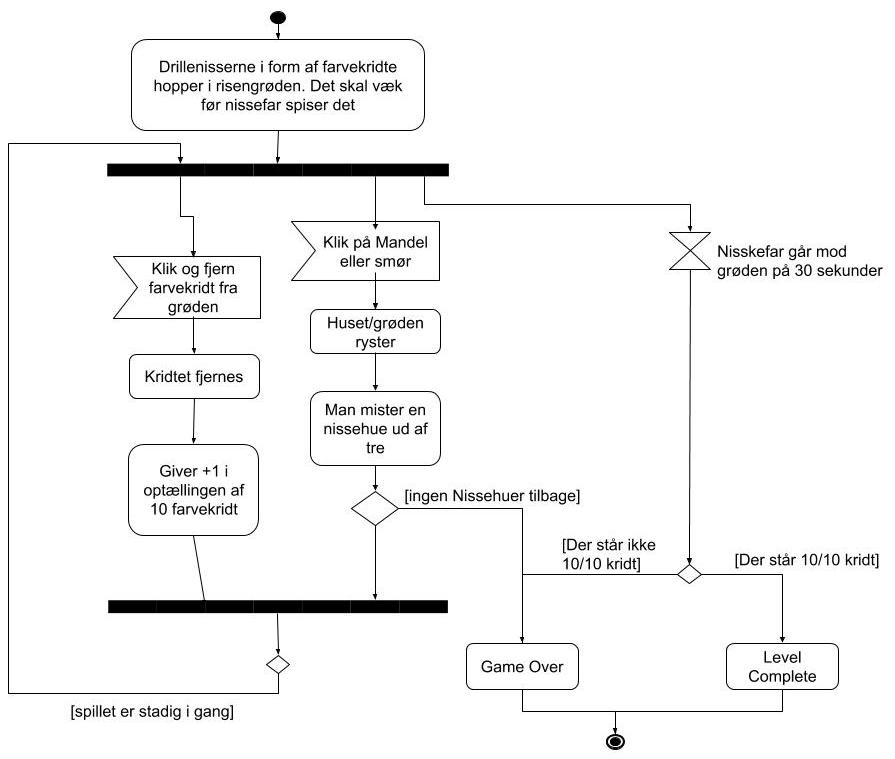 Drillenisserne i form af farvekridte
hopper i risengrøden. Det skal væk
før nissefar spiser det
Klik på Mandel
eller smør
Nisskefar går mod
grøden på 30 sekunder
Klik og fjern
farvekridt fra
grøden
Huset/grøden
ryster
Kridtet fjernes
Man mister en
nissehue ud af
tre
Giver +1 i
optællingen af
10 farvekridt
[ingen Nissehuer tilbage]
[Der står ikke
10/10 kridt]
[Der står 10/10 kridt]
Game Over
Level
Complete
[spillet er stadig i gang]